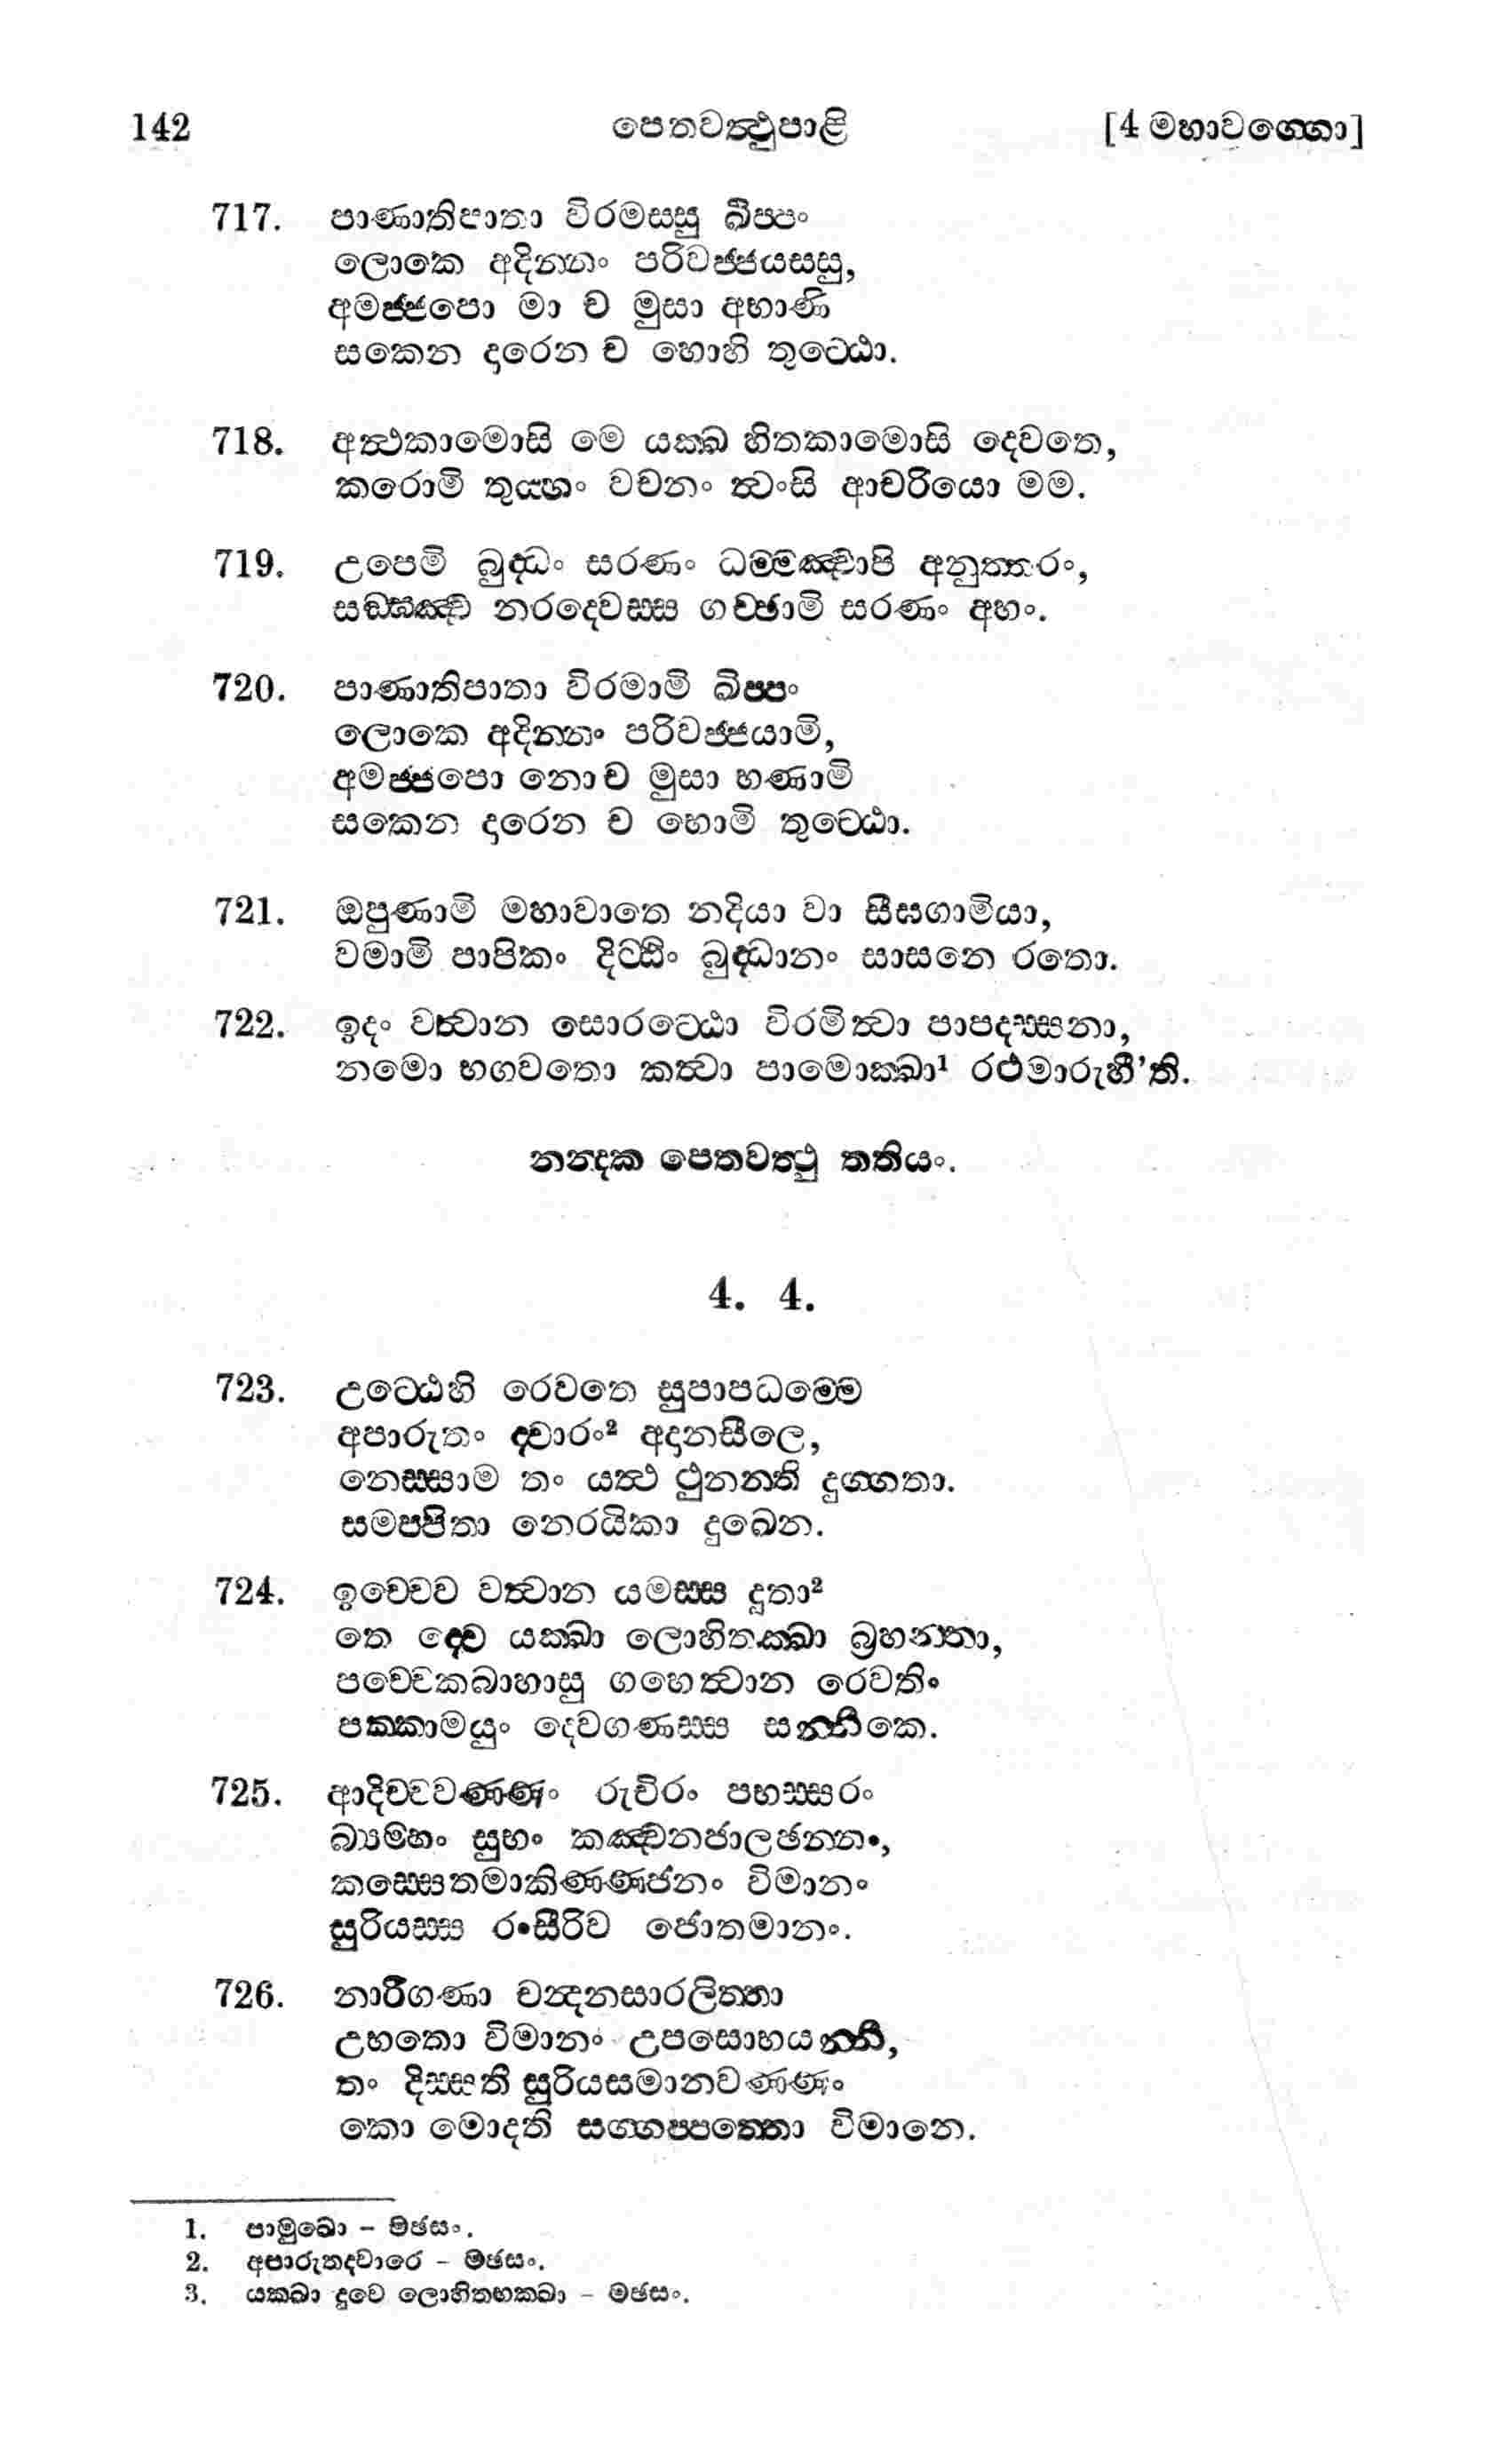 142 පෙතවත්‍ථුපාළි [4 මහාවග්‌ගො]
717. පාණාතිපාතා විරමස්‌සු ඛිප්‌පං
ලොකෙ අදින්‌නං පරිවජ්‌ජයස්‌සු,
අමජ්‌ජපො මා ච මුසා අභාණි
සකෙන දාරෙන ච හොහි තුට්‌ඨො.
718. අත්‍ථකාමොසි මෙ යක්‍ඛ හිතකාමොසි දෙවතෙ,
කරොමි තුය්‌හං වචනං ත්‍වංසි ආචරියො මම.
719. උපෙමි බුද්‍ධං සරණං ධම්‌මඤ්‍චාපි අනුත්‌තරං,
සඞ්‌ඝඤ්‍ච නරදෙවස්‌ස ගච්‌ඡාමි සරණං අහං.
720. පාණාතිපාතා විරමාමි ඛිප්‌පං
ලොකෙ අදින්‌නං පරිවජ්‌ජයාමි,
අමජ්‌ජපො නොච මුසා භණාමි
සකෙන දාරෙන ච හොමි තුට්‌ඨො.
721. ඔපුණාමි මහාවාතෙ නදියා වා සීඝගාමියා,
වමාමි පාපිකං දිට්‌ඨිං බුද්‍ධානං සාසනෙ රතො.
722. ඉදං වත්‍වාන සොරට්‌ඨො විරමිත්‍වා පාපදස්‌සනා,
නමො භගවතො කත්‍වා පාමොක්‍ඛා¹ රථමාරුහී’ති.
නන්‍දක පෙතවත්‍ථු තතියං.
4. 4.
723. උට්‌ඨෙහි රෙවතෙ සුපාපධම්‌මෙ
අපාරුතං ද්‍වාරං² අදානසීලෙ,
නෙස්‌සාම තං යත්‍ථ ථුනන්‌ති දුග්‌ගතා.
සමප්‌පිතා නෙරයිකා දුඛෙන.
724. ඉච්‌චෙව වත්‍වාන යමස්‌ස දූතා²
තෙ ද්‍වෙ යක්‍ඛා ලොහිතක්‍ඛා බ්‍රහන්‌තා,
පච්‌චෙකබාහාසු ගහෙත්‍වාන රෙවතිං
පක්‌කාමයුං දෙවගණස්‌ස සන්‌තිකෙ.
725. ආදිච්‌චවණ්‌ණං රුචිරං පභස්‌සරං
බ්‍යම්‌හං සුභං කඤ්‍චනජාලඡන්‌නං,
කස්‌සෙතමාකිණ්‌ණජනං විමානං
සූරියස්‌ස රංසීරිව ජොතමානං.
726. නාරීගණා චන්‍දනසාරලිත්‌තා
උභතො විමානං උපසොභයන්‌ති,
තං දිස්‌සති සූරියසමානවණ්‌ණං
කො මොදති සග්‌ගප්‌පත්‌තො විමානෙ.
1. පාමුඛො – මඡසං.
2. අපාරුතද්වාරෙ – මඡසං.
3. යක්ඛා දුවෙ ලොහිතභක්ඛා – මඡසං.